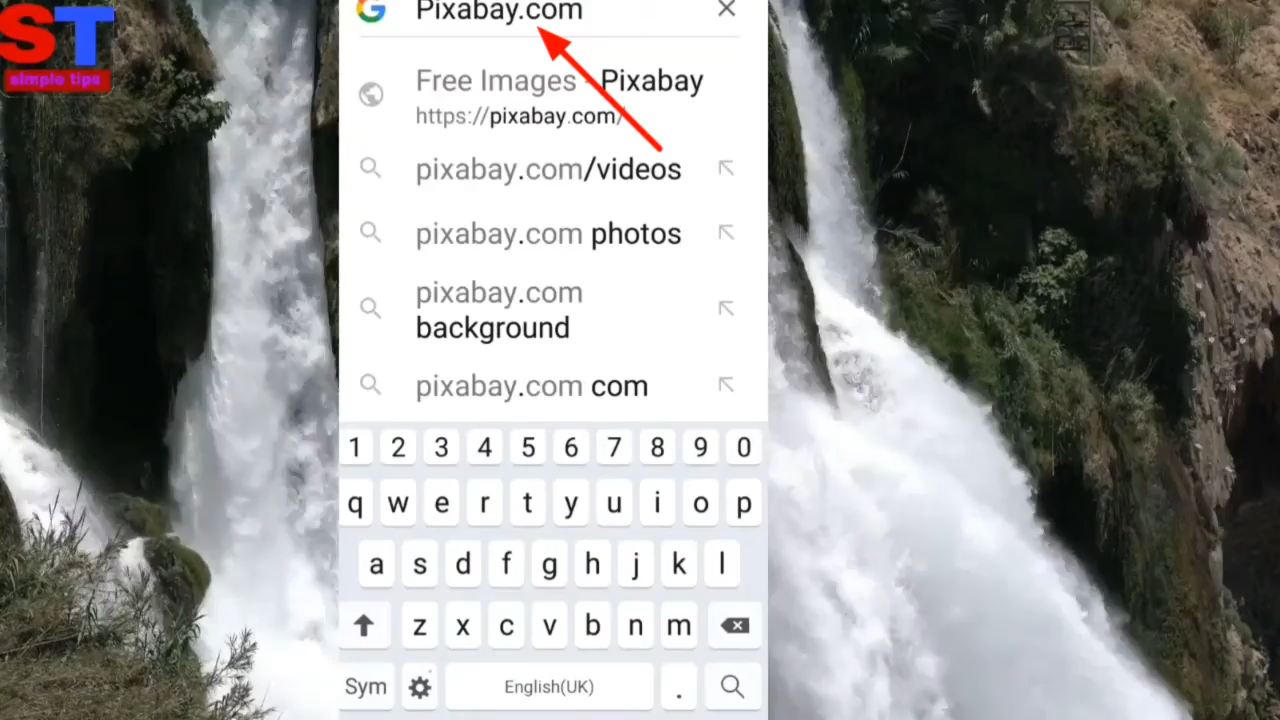 ST
simple tips
Pixabay.com
Free Images - Pixabay
https://pixabay.com/
pixabay.com/videos
pixabay.com photos
pixabay.com
background
pixabay.com com
1 2 3 4 5 6 7 8 9 0
q w e r t y u i o p
a s d f g h j k l
z x c v b n m
Sym English(UK) .